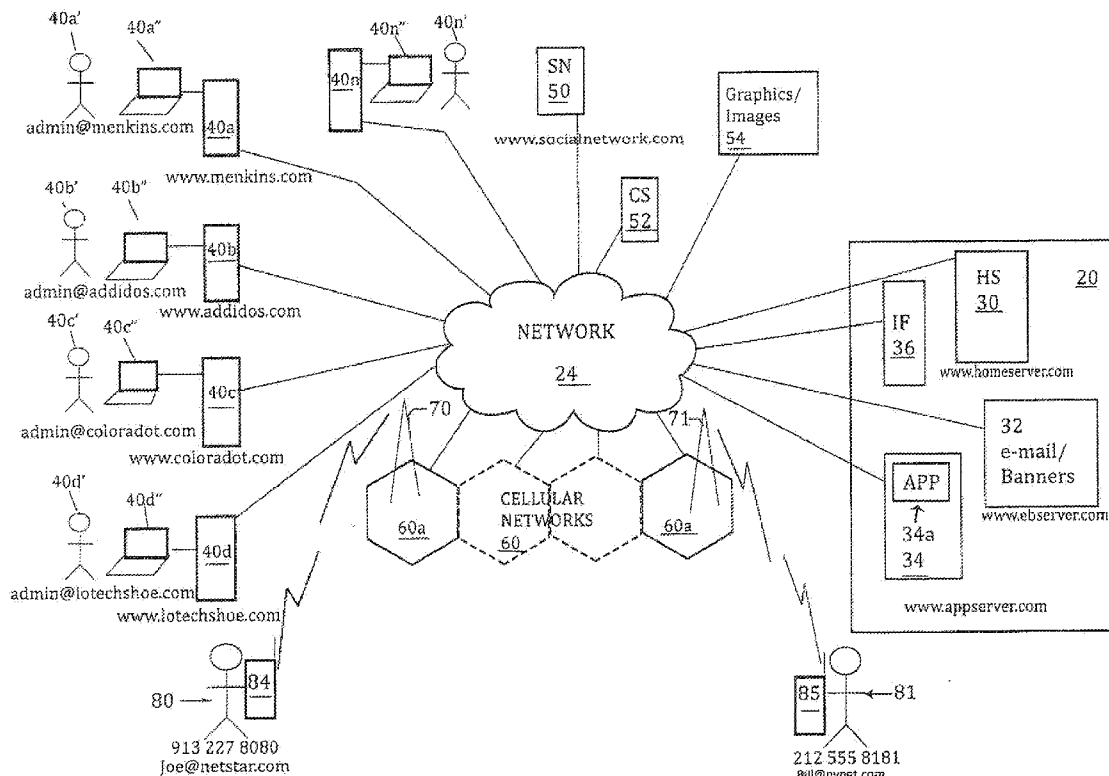 40a'
40a"
40a
admin@menkins.com
www.menkins.com
40n"
40n'
40n
SN
50
www.socialnetwork.com
Graphics/
Images
54
CS
52
40b'
40b"
40b
admin@addidos.com
www.addidos.com
40c'
40c"
40c
admin@coloradot.com
www.coloradot.com
40d'
40d"
40d
admin@lotechshoe.com
www.lotechshoe.com
NETWORK
24
70
71
CELLULAR
NETWORKS
60
60a
60a
20
HS
30
www.homeserver.com
IF
36
32
e-mail/
Banners
www.ebserver.com
APP
34a
34
www.appserver.com
80
84
913 227 8080
Joe@netstar.com
85
81
212 555 8181